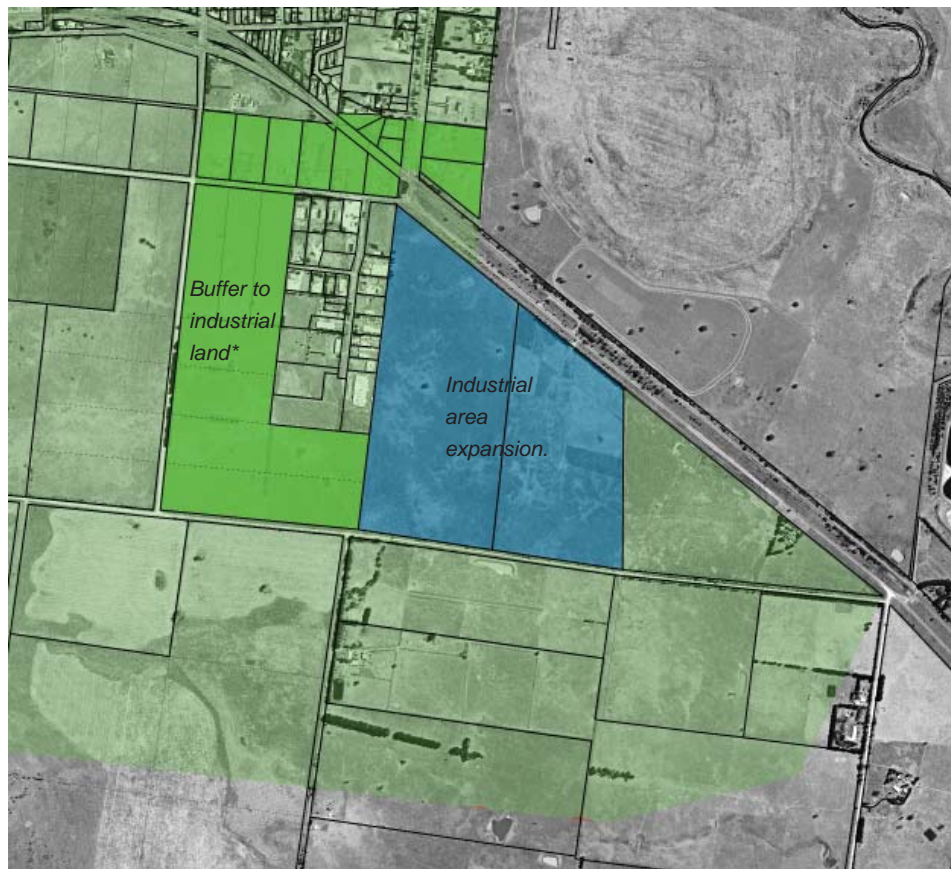 Buffer to
industrial
land*
Industrial
area
expansion.